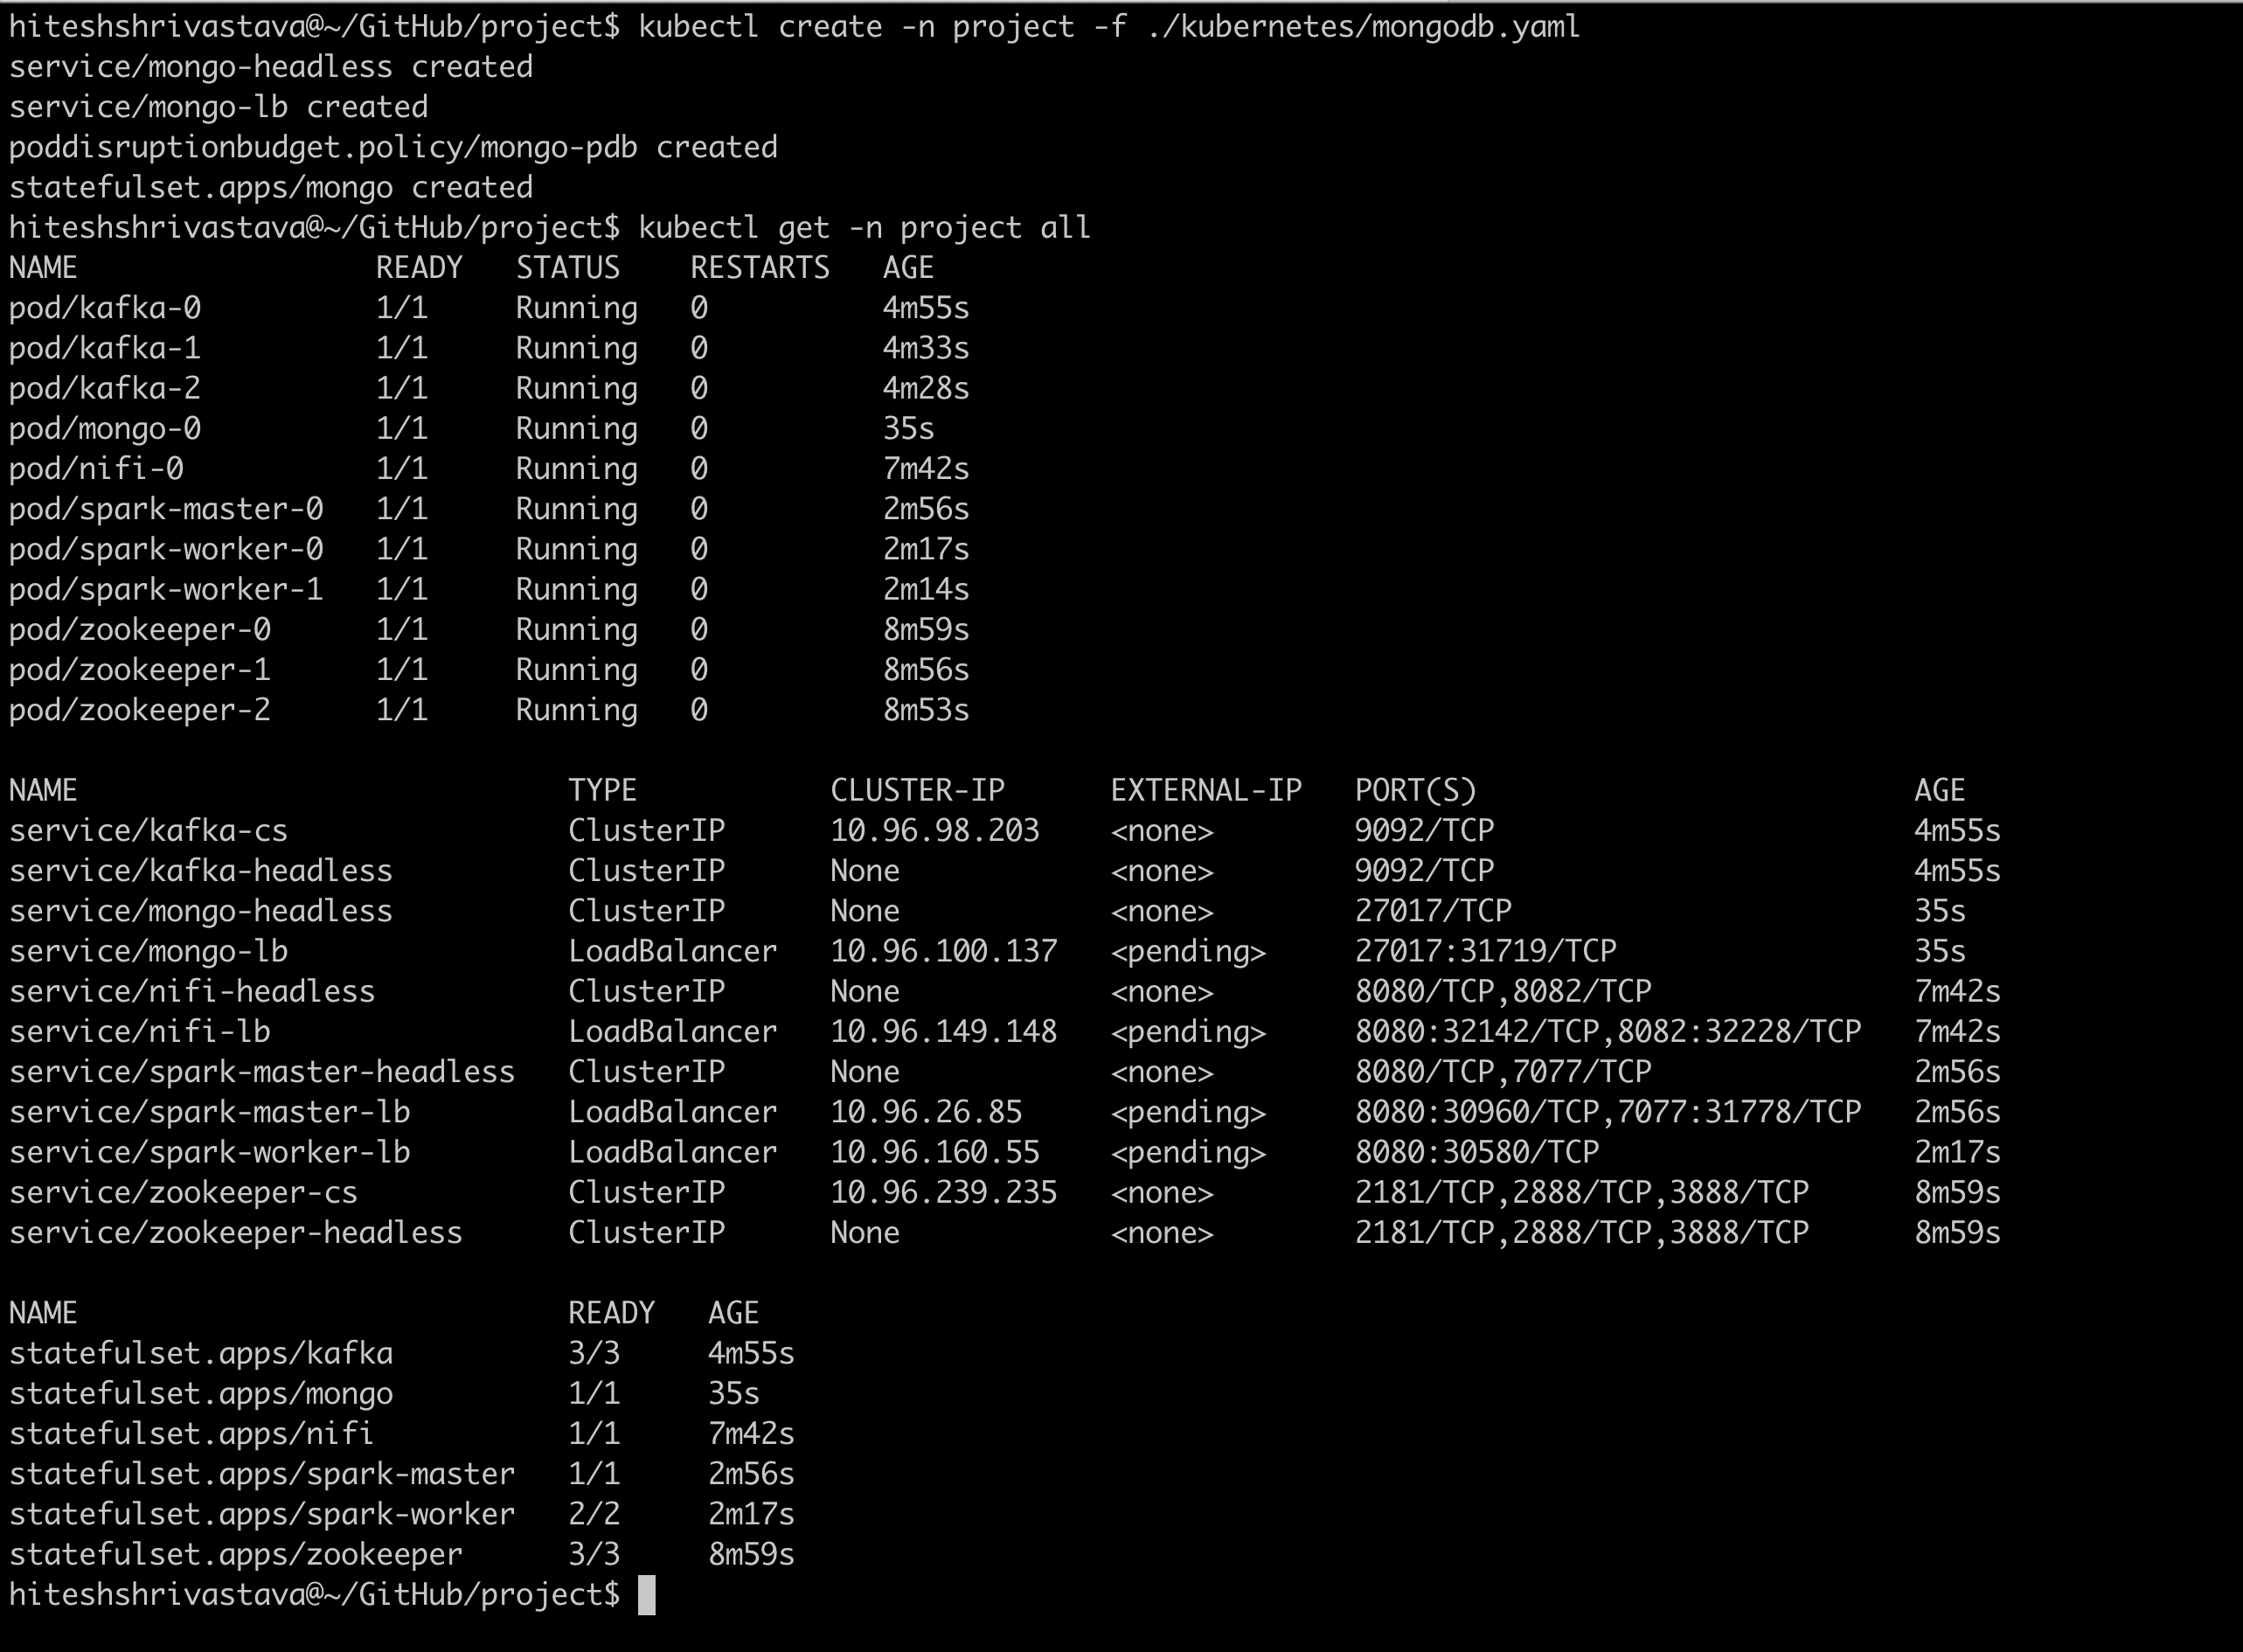 hiteshshrivastava@~/GitHub/project$ kubectl create -n project -f ./kubernetes/mongodb.yaml
service/mongo-headless created
service/mongo-lb created
poddisruptionbudget.policy/mongo-pdb created
statefulset.apps/mongo created
hiteshshrivastava@~/GitHub/project$ kubectl get -n project all
NAME                 READY   STATUS    RESTARTS   AGE
pod/kafka-0          1/1     Running   0          4m55s
pod/kafka-1          1/1     Running   0          4m33s
pod/kafka-2          1/1     Running   0          4m28s
pod/mongo-0          1/1     Running   0          35s
pod/nifi-0           1/1     Running   0          7m42s
pod/spark-master-0   1/1     Running   0          2m56s
pod/spark-worker-0   1/1     Running   0          2m17s
pod/spark-worker-1   1/1     Running   0          2m14s
pod/zookeeper-0      1/1     Running   0          8m59s
pod/zookeeper-1      1/1     Running   0          8m56s
pod/zookeeper-2      1/1     Running   0          8m53s

NAME                            TYPE           CLUSTER-IP      EXTERNAL-IP   PORT(S)                         AGE
service/kafka-cs                ClusterIP      10.96.98.203    <none>        9092/TCP                        4m55s
service/kafka-headless          ClusterIP      None            <none>        9092/TCP                        4m55s
service/mongo-headless          ClusterIP      None            <none>        27017/TCP                       35s
service/mongo-lb                LoadBalancer   10.96.100.137   <pending>     27017:31719/TCP                 35s
service/nifi-headless           ClusterIP      None            <none>        8080/TCP,8082/TCP               7m42s
service/nifi-lb                 LoadBalancer   10.96.149.148   <pending>     8080:32142/TCP,8082:32228/TCP   7m42s
service/spark-master-headless   ClusterIP      None            <none>        8080/TCP,7077/TCP               2m56s
service/spark-master-lb         LoadBalancer   10.96.26.85     <pending>     8080:30960/TCP,7077:31778/TCP   2m56s
service/spark-worker-lb         LoadBalancer   10.96.160.55    <pending>     8080:30580/TCP                  2m17s
service/zookeeper-cs            ClusterIP      10.96.239.235   <none>        2181/TCP,2888/TCP,3888/TCP      8m59s
service/zookeeper-headless      ClusterIP      None            <none>        2181/TCP,2888/TCP,3888/TCP      8m59s

NAME                            READY   AGE
statefulset.apps/kafka          3/3     4m55s
statefulset.apps/mongo          1/1     35s
statefulset.apps/nifi           1/1     7m42s
statefulset.apps/spark-master   1/1     2m56s
statefulset.apps/spark-worker   2/2     2m17s
statefulset.apps/zookeeper      3/3     8m59s
hiteshshrivastava@~/GitHub/project$